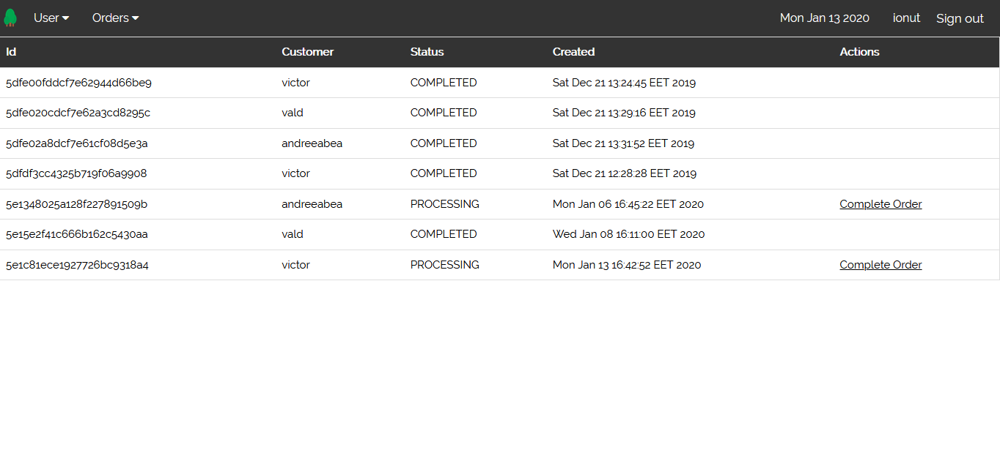 User Orders Mon Jan 13 2020 ionut Sign out
Id Customer Status Created Actions
5dfe00fddcf7e62944d66be9 victor COMPLETED Sat Dec 21 13:24:45 EET 2019
5dfe020cdcf7e62a3cd8295c vald COMPLETED Sat Dec 21 13:29:16 EET 2019
5dfe02a8dcf7e61cf08d5e3a andreeabea COMPLETED Sat Dec 21 13:31:52 EET 2019
5dfdf3cc4325b719f06a9908 victor COMPLETED Sat Dec 21 12:28:28 EET 2019
5e1348025a128f227891509b andreeabea PROCESSING Mon Jan 06 16:45:22 EET 2020 Complete Order
5e15e2f41c666b162c5430aa vald COMPLETED Wed Jan 08 16:11:00 EET 2020
5e1c81ece1927726bc9318a4 victor PROCESSING Mon Jan 13 16:42:52 EET 2020 Complete Order